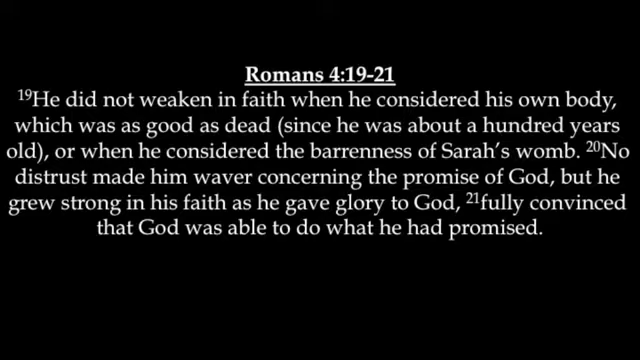 Romans 4:19-21
19He did not weaken in faith when he considered his own body,
which was as good as dead (since he was about a hundred years
old), or when he considered the barrenness of Sarah’s womb. 20No
distrust made him waver concerning the promise of God, but he
grew strong in his faith as he gave glory to God, 21fully convinced
that God was able to do what he had promised.